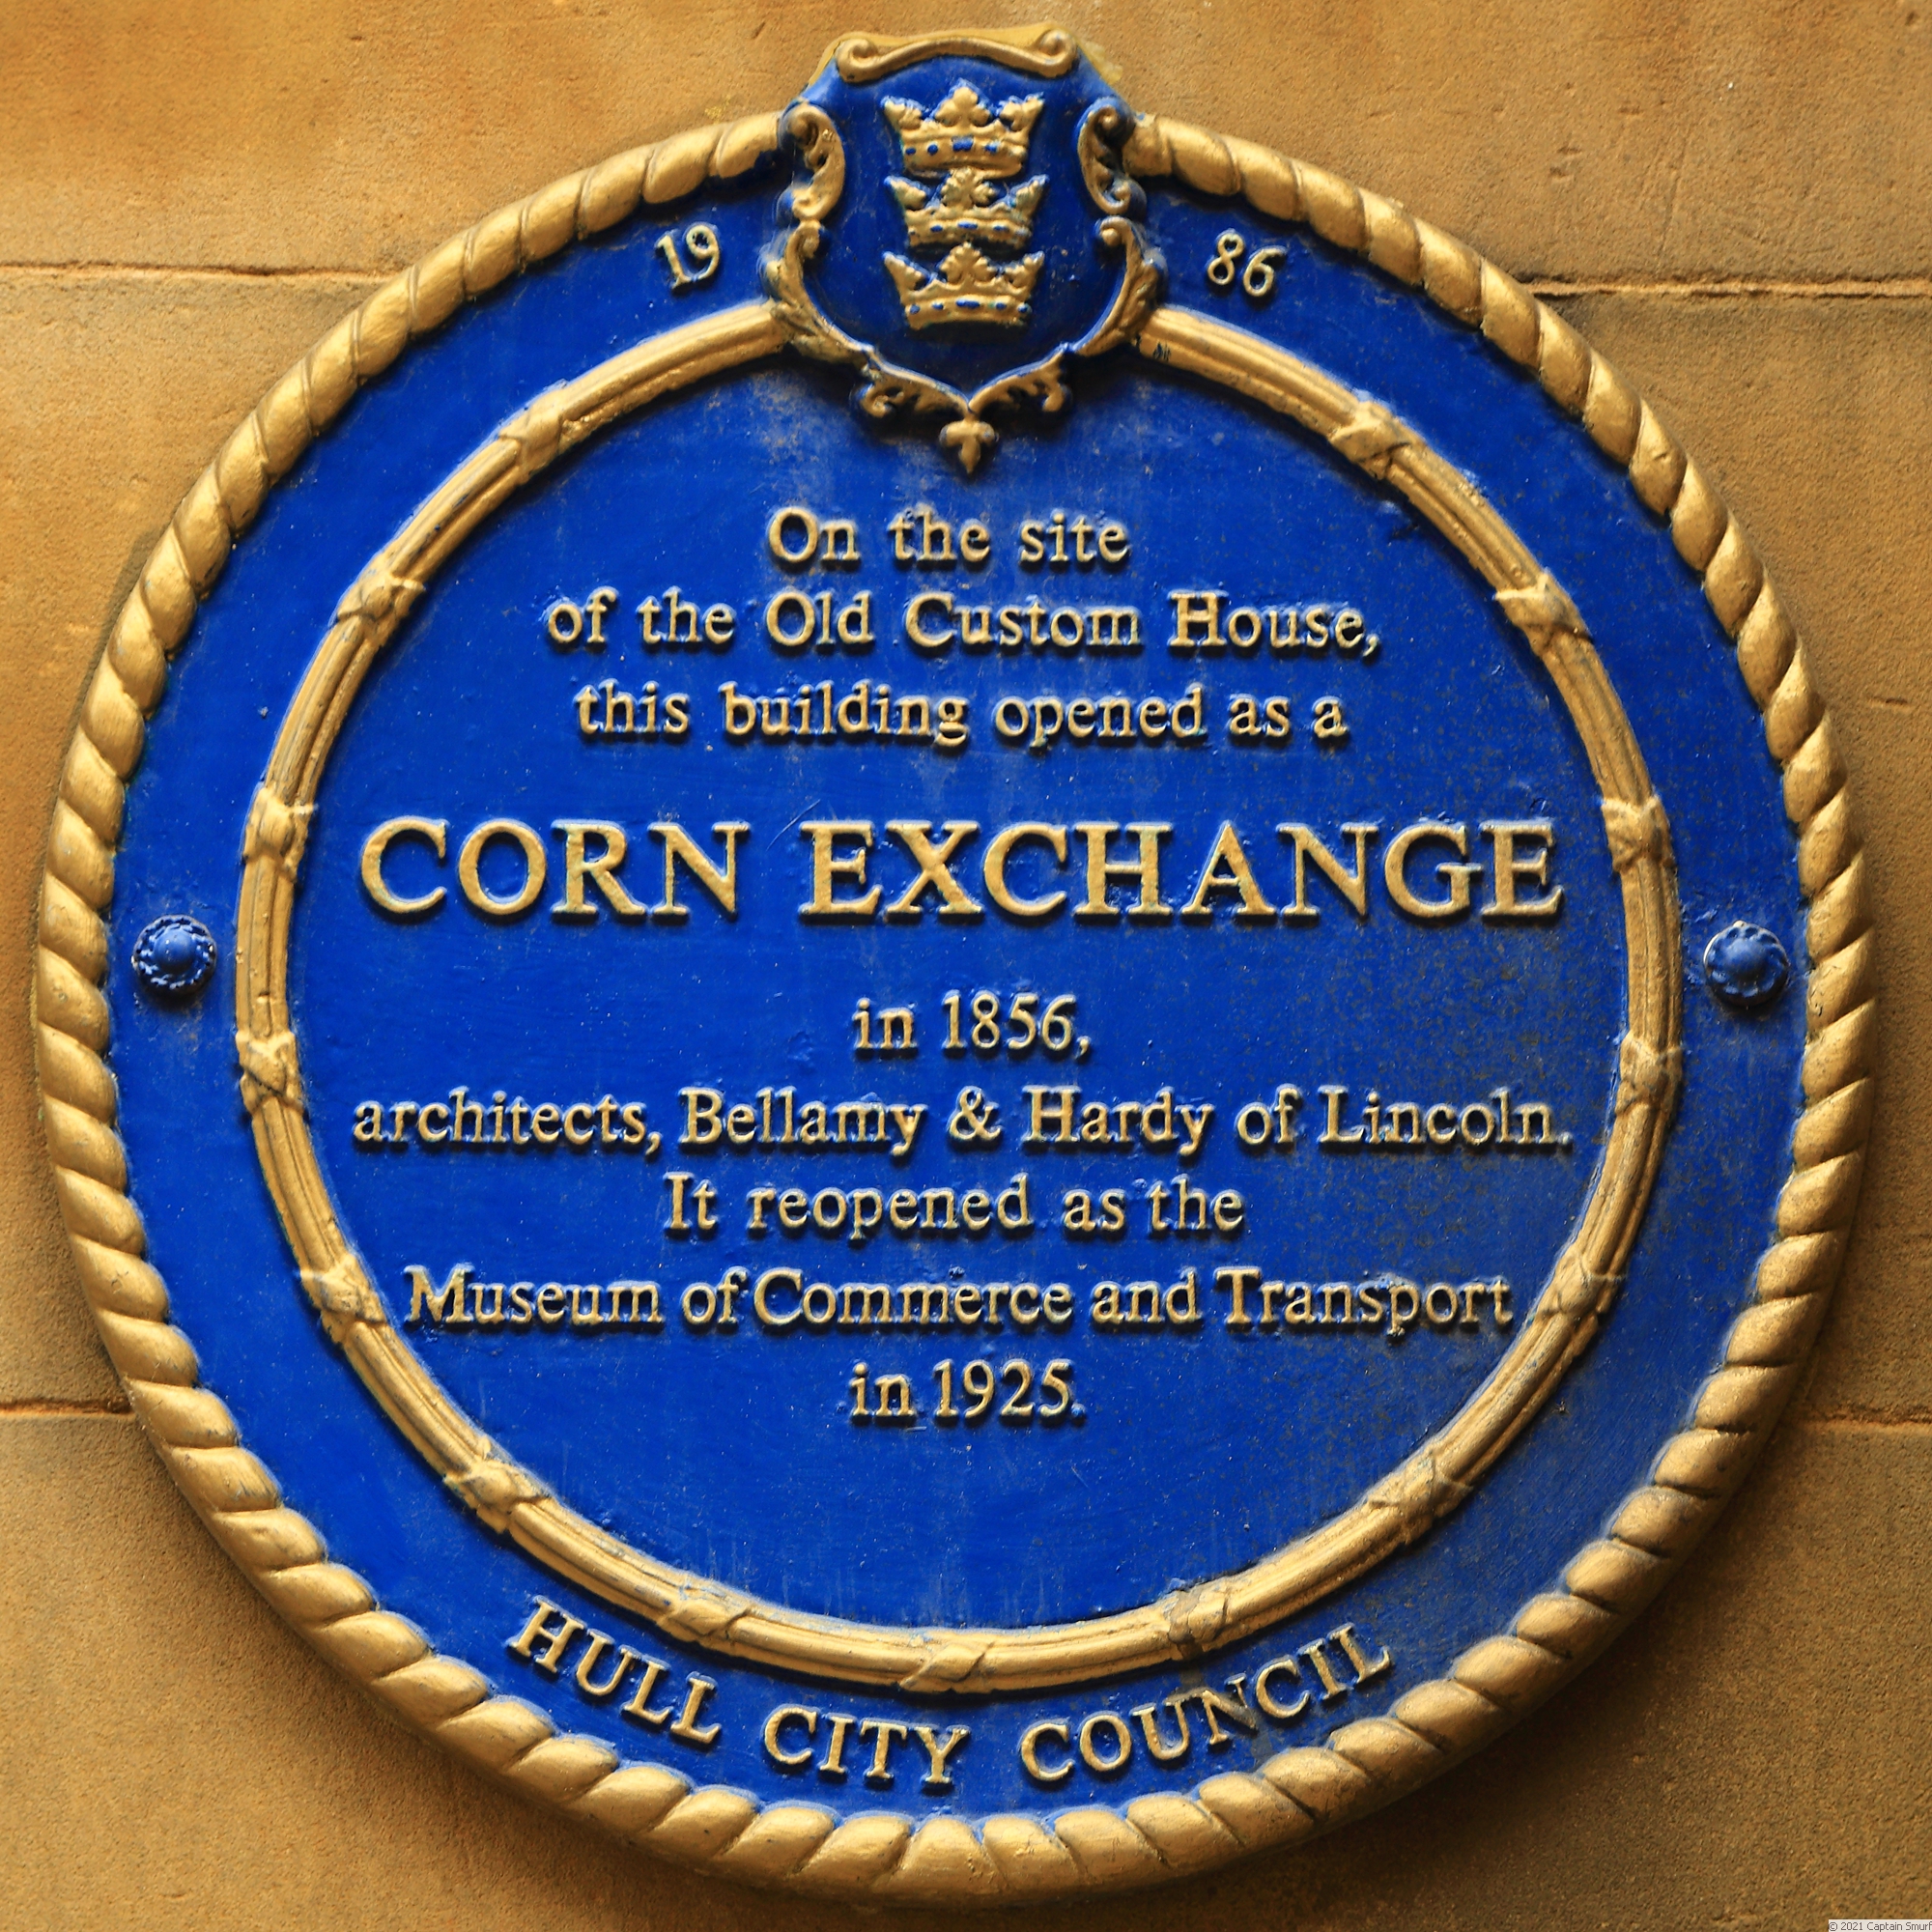 19 86
On the site
of the Old Custom House,
this building opened as a
CORN EXCHANGE
in 1856,
architects, Bellamy & Hardy of Lincoln.
It reopened as the
Museum of Commerce and Transport
in 1925.
HULL CITY COUNCIL
© 2021 Captain Smurf